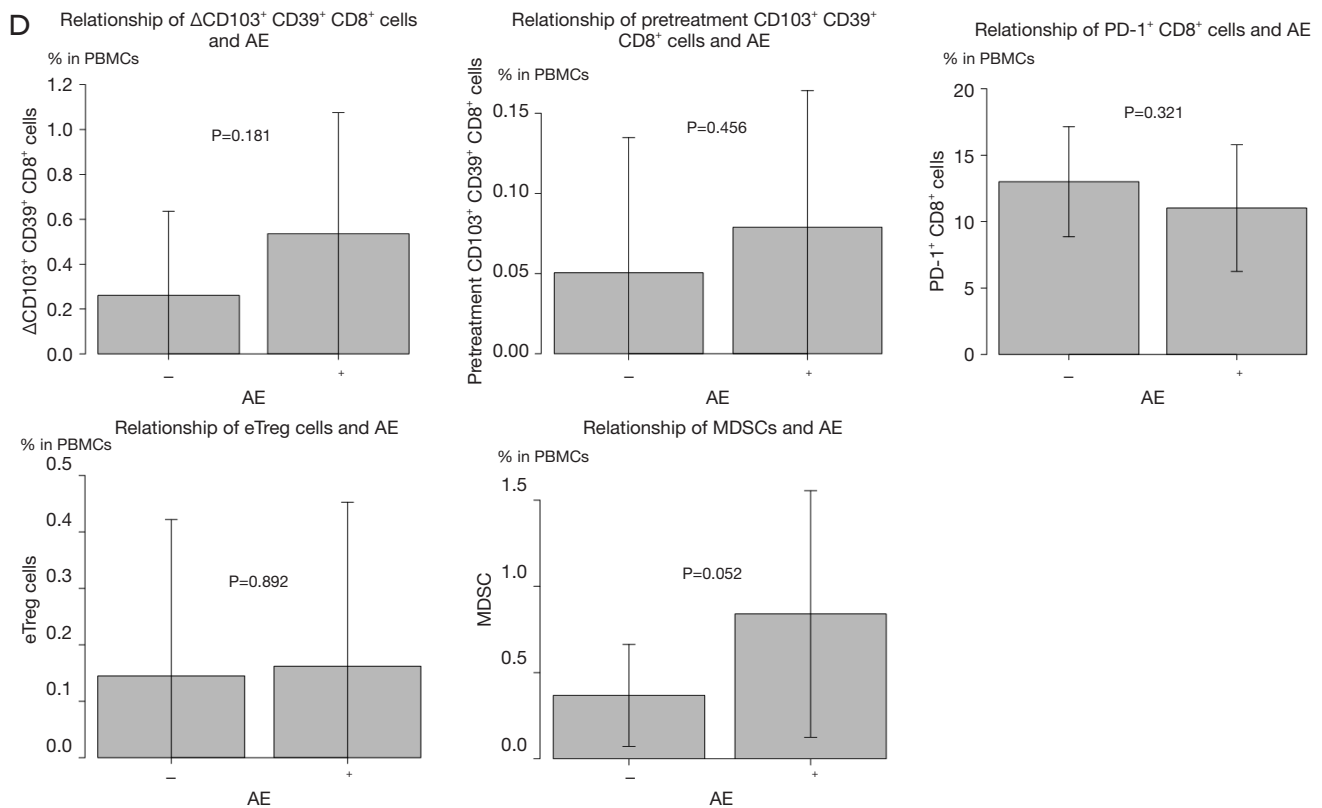 D
Relationship of ΔCD103⁺ CD39⁺ CD8⁺ cells
and AE
% in PBMCs
ΔCD103⁺ CD39⁺ CD8⁺ cells
1.2
1.0
0.8
0.6
0.4
0.2
0.0
P=0.181
– +
AE
Relationship of pretreatment CD103⁺ CD39⁺
CD8⁺ cells and AE
% in PBMCs
Pretreatment CD103⁺ CD39⁺ CD8⁺ cells
0.15
0.10
0.05
0.00
P=0.456
– +
AE
Relationship of PD-1⁺ CD8⁺ cells and AE
% in PBMCs
PD-1⁺ CD8⁺ cells
20
15
10
5
0
P=0.321
– +
AE
Relationship of eTreg cells and AE
% in PBMCs
eTreg cells
0.5
0.4
0.3
0.2
0.1
0.0
P=0.892
– +
AE
Relationship of MDSCs and AE
% in PBMCs
MDSC
1.5
1.0
0.5
0.0
P=0.052
– +
AE